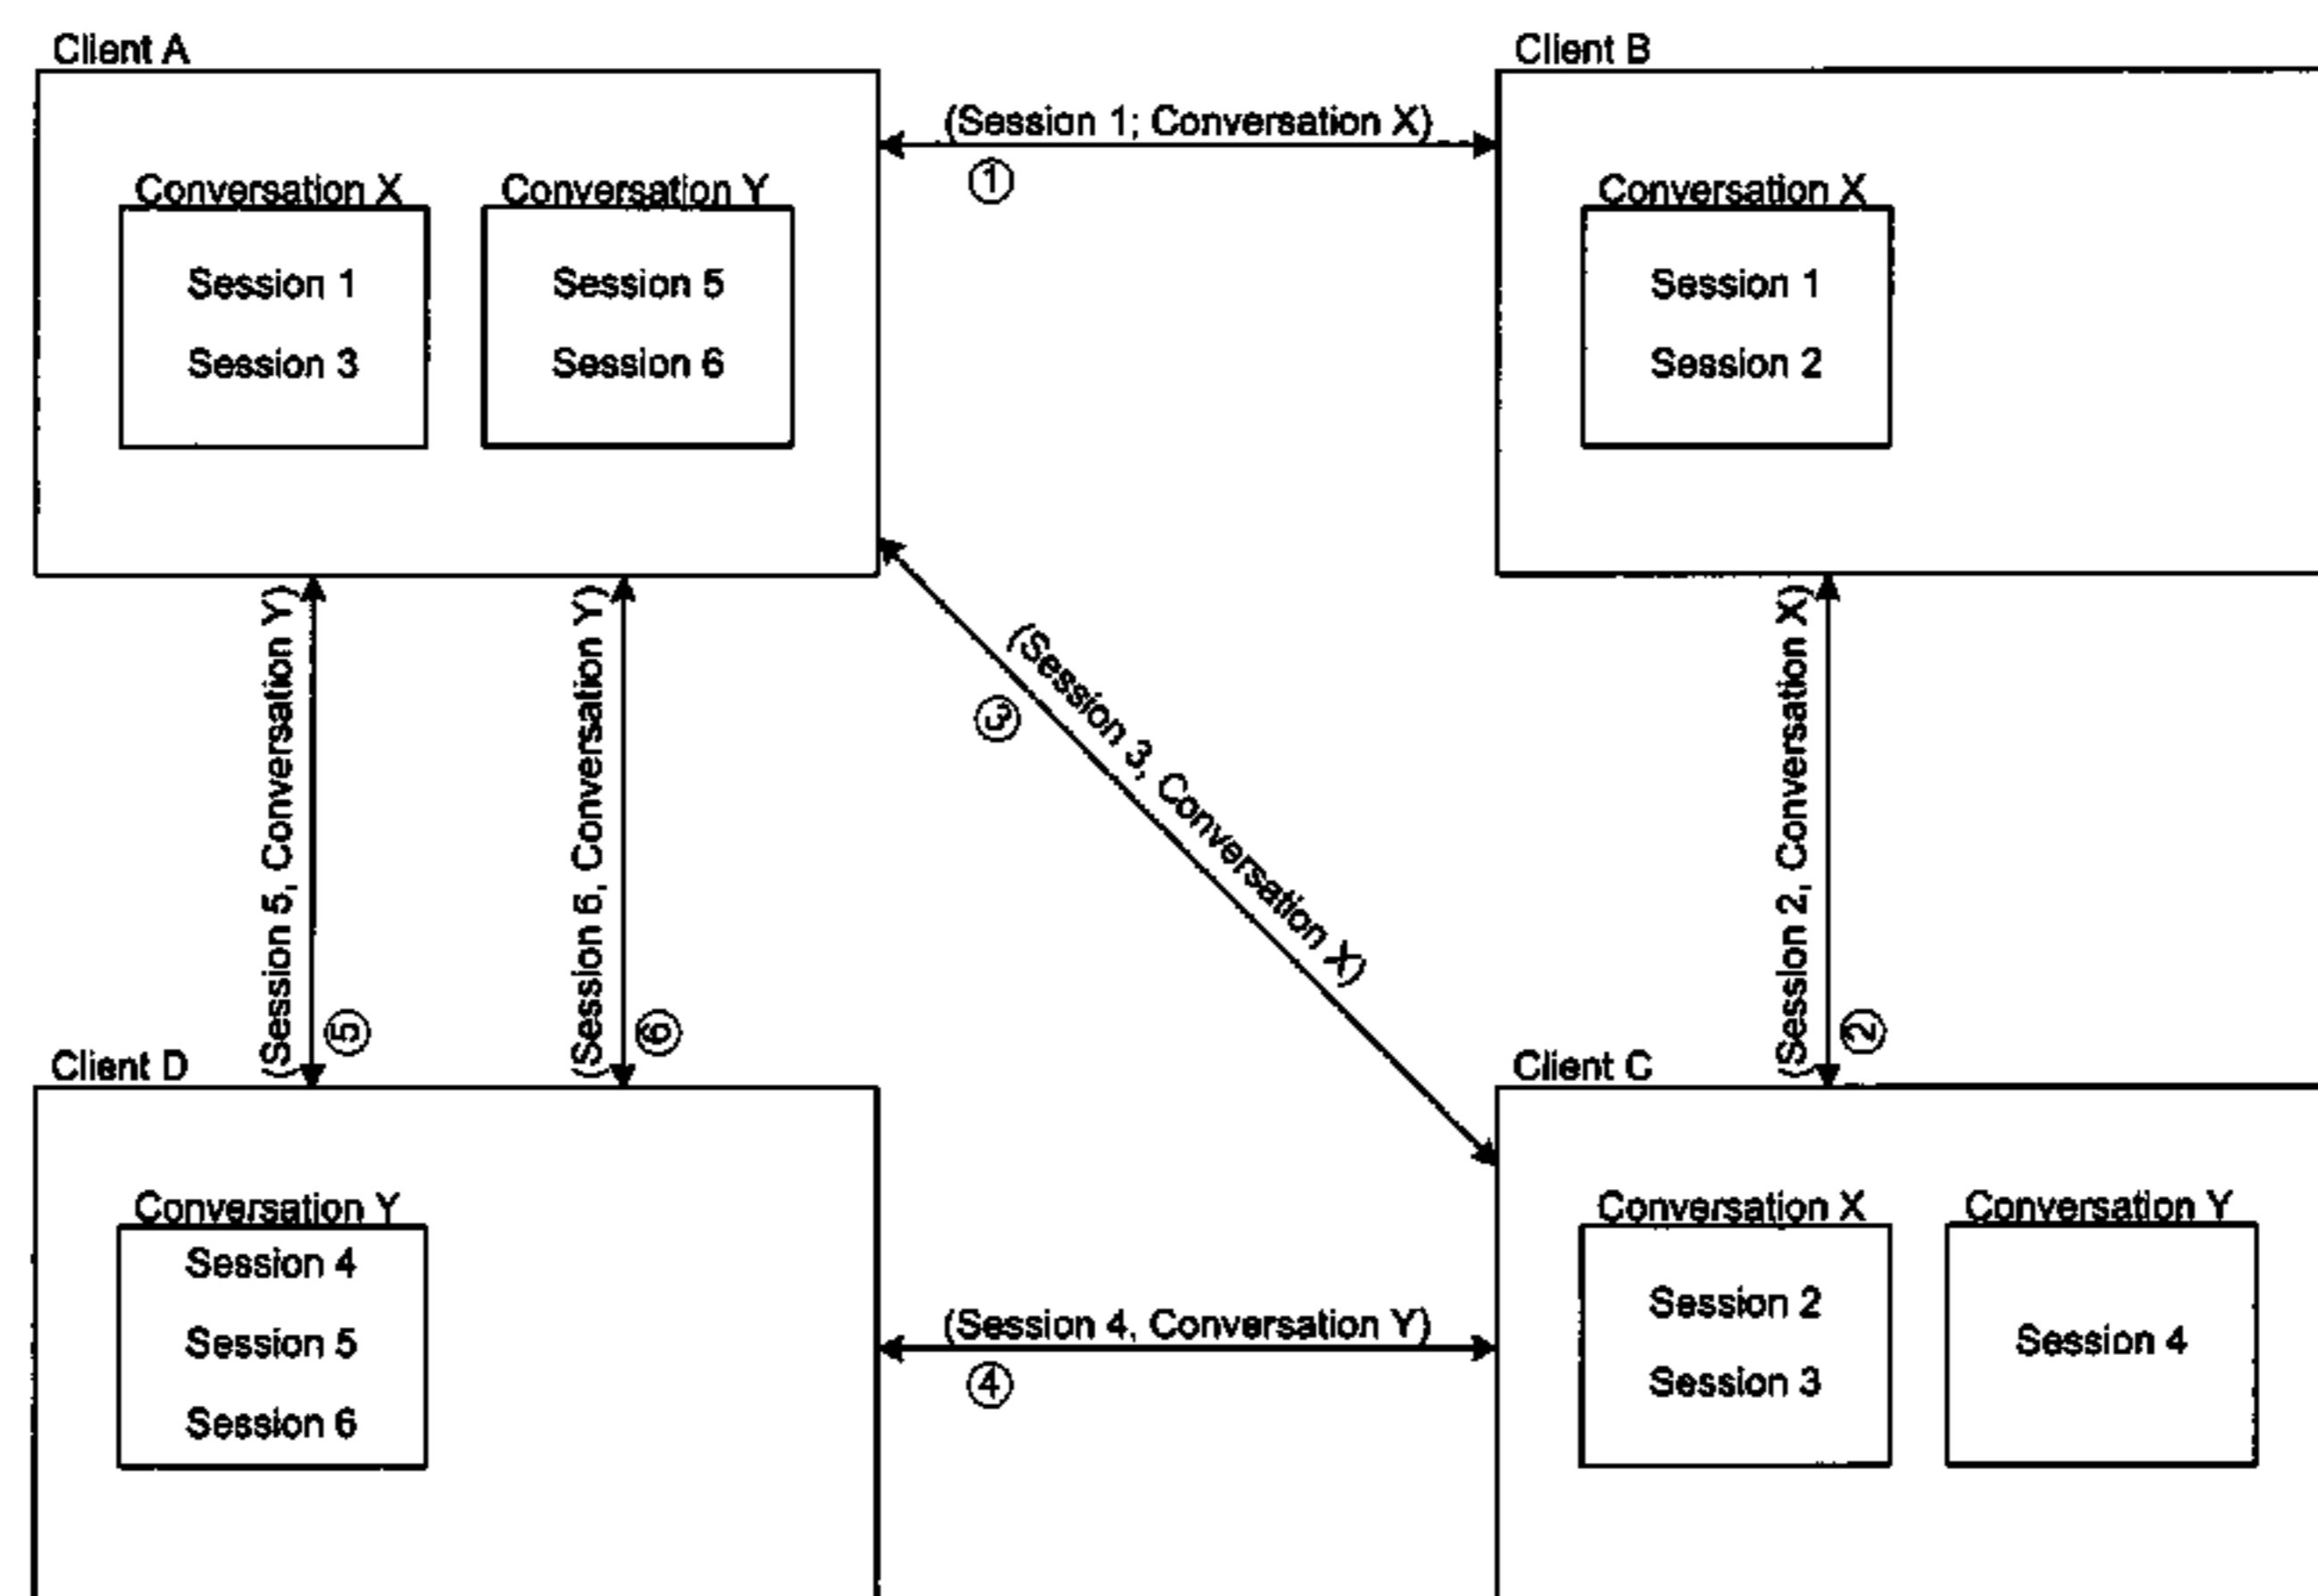 Client A
Client B
(Session 1; Conversation X)
①
Conversation X
Conversation Y
Conversation X
Session 1
Session 5
Session 1
Session 3
Session 6
Session 2
(Session 5, Conversation Y)
⑤
(Session 6, Conversation Y)
⑥
(Session 3, Conversation X)
③
(Session 2, Conversation X)
②
Client D
Client C
Conversation Y
Conversation X
Conversation Y
Session 4
Session 5
Session 6
(Session 4, Conversation Y)
④
Session 2
Session 3
Session 4